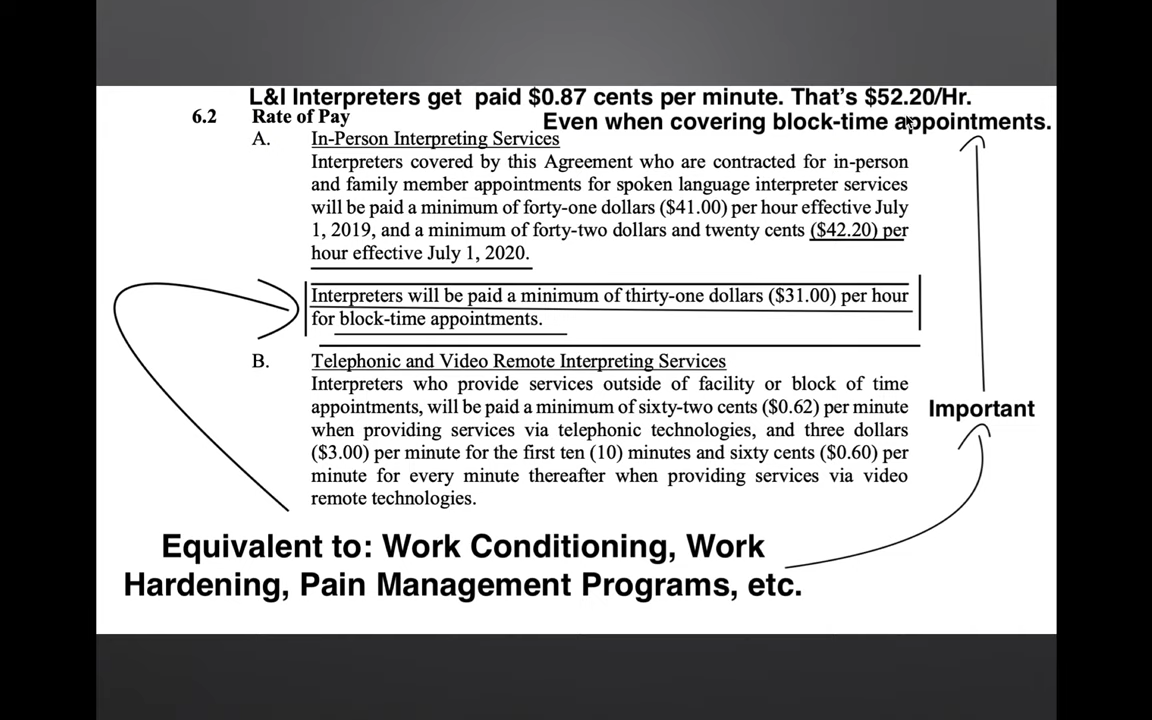 L&I Interpreters get paid $0.87 cents per minute. That's $52.20/Hr.
6.2 Rate of Pay
Even when covering block-time appointments.
A. In-Person Interpreting Services
Interpreters covered by this Agreement who are contracted for in-person
and family member appointments for spoken language interpreter services
will be paid a minimum of forty-one dollars ($41.00) per hour effective July
1, 2019, and a minimum of forty-two dollars and twenty cents ($42.20) per
hour effective July 1, 2020.
Interpreters will be paid a minimum of thirty-one dollars ($31.00) per hour
for block-time appointments.
B. Telephonic and Video Remote Interpreting Services
Interpreters who provide services outside of facility or block of time
appointments, will be paid a minimum of sixty-two cents ($0.62) per minute
when providing services via telephonic technologies, and three dollars
($3.00) per minute for the first ten (10) minutes and sixty cents ($0.60) per
minute for every minute thereafter when providing services via video
remote technologies.
Important
Equivalent to: Work Conditioning, Work
Hardening, Pain Management Programs, etc.